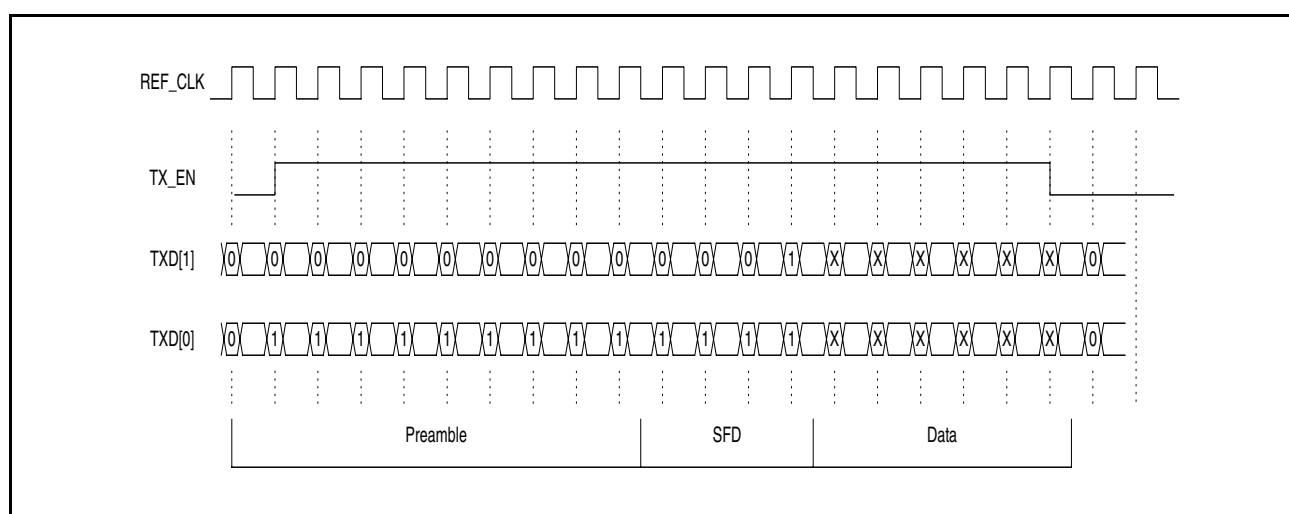 REF_CLK
TX_EN
TXD[1] 0 0 0 0 0 0 0 0 0 0 0 0 0 1 X X X X X X 0
TXD[0] 0 1 1 1 1 1 1 1 1 1 1 1 1 1 X X X X X X 0
Preamble SFD Data